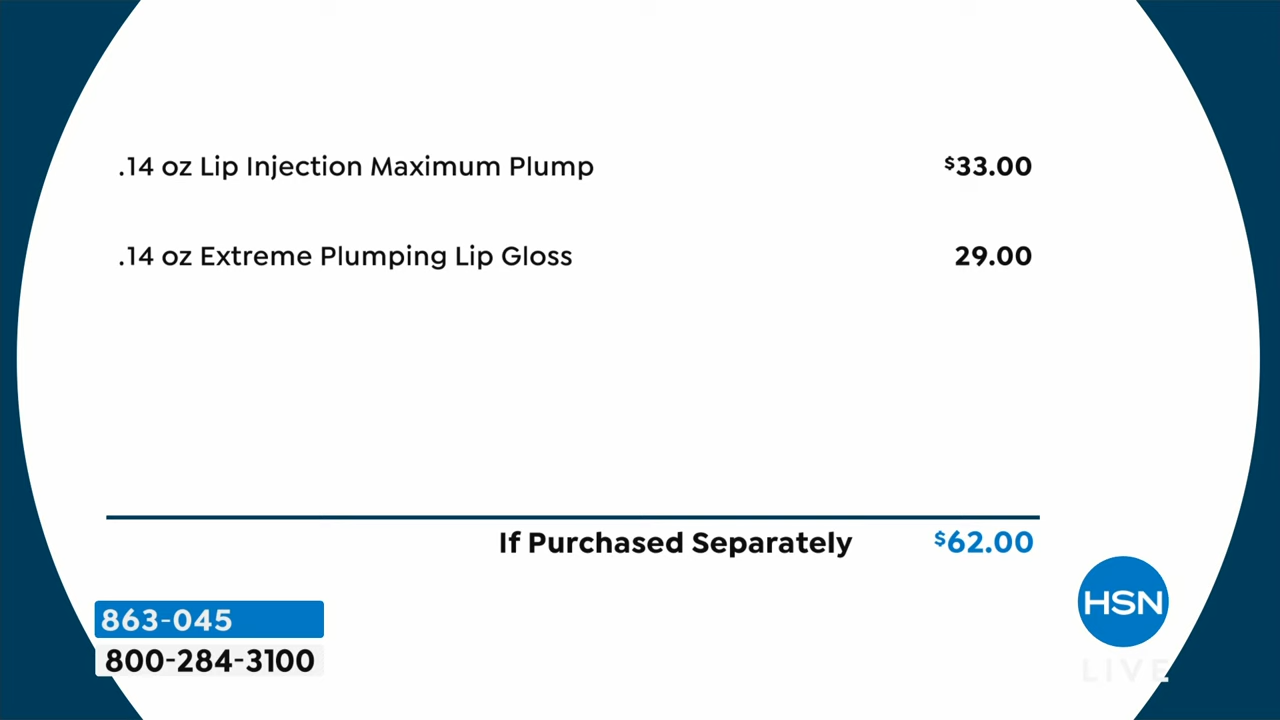 .14 oz Lip Injection Maximum Plump $33.00
.14 oz Extreme Plumping Lip Gloss 29.00
If Purchased Separately $62.00
863-045
800-284-3100
HSN
LIVE